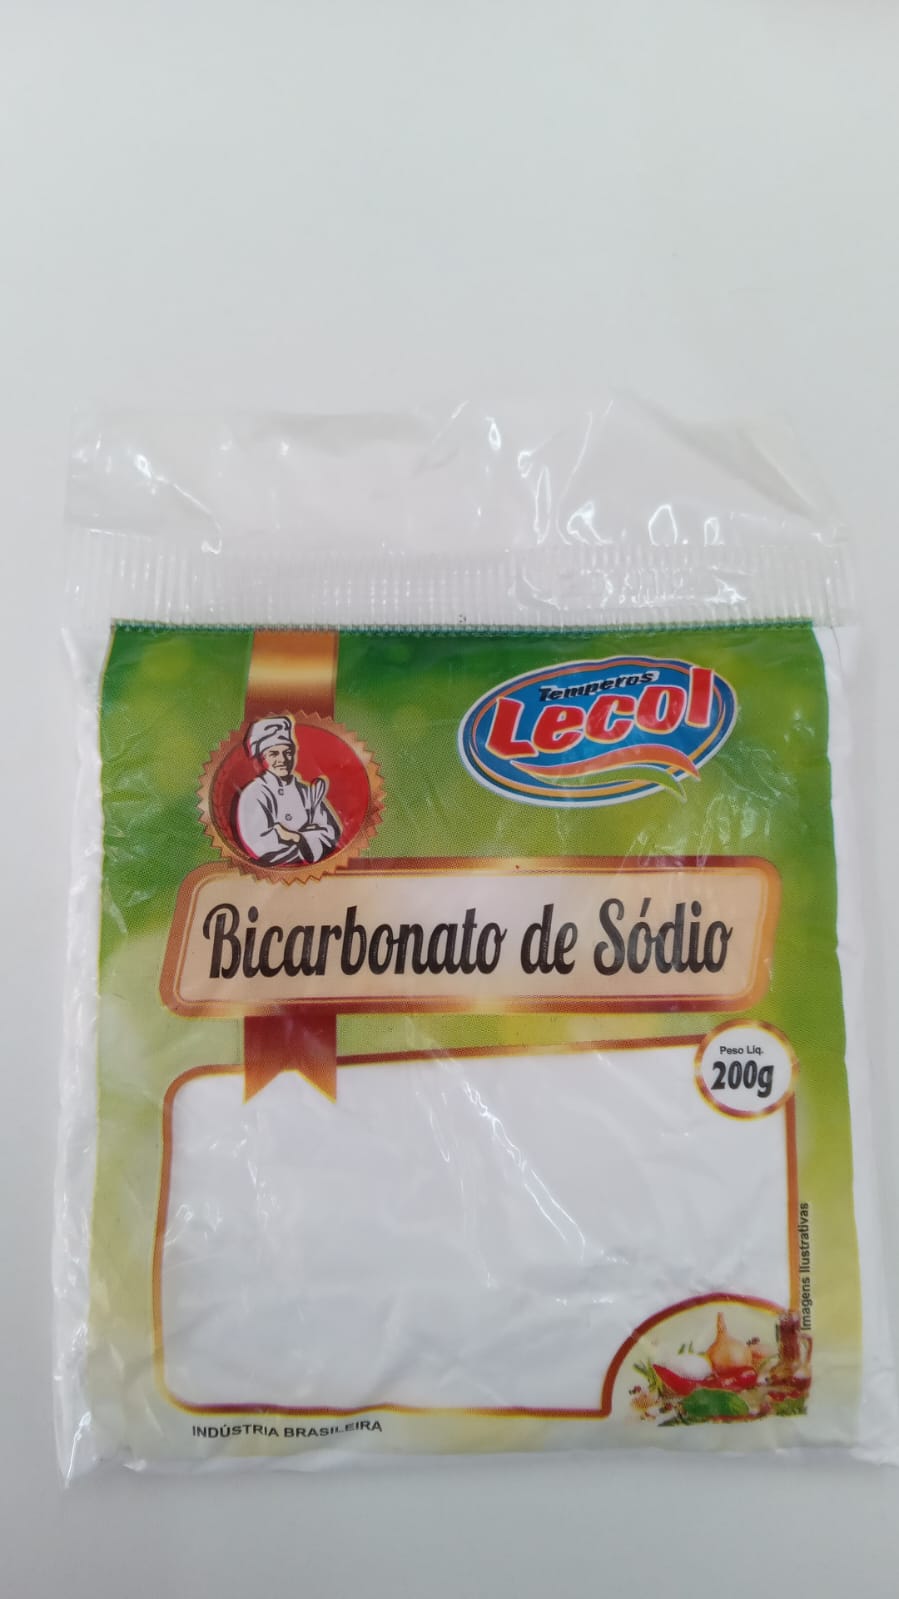 Temperos
Lecol
Bicarbonato de Sódio
Peso Líq.
200g
Imagens Ilustrativas
INDÚSTRIA BRASILEIRA